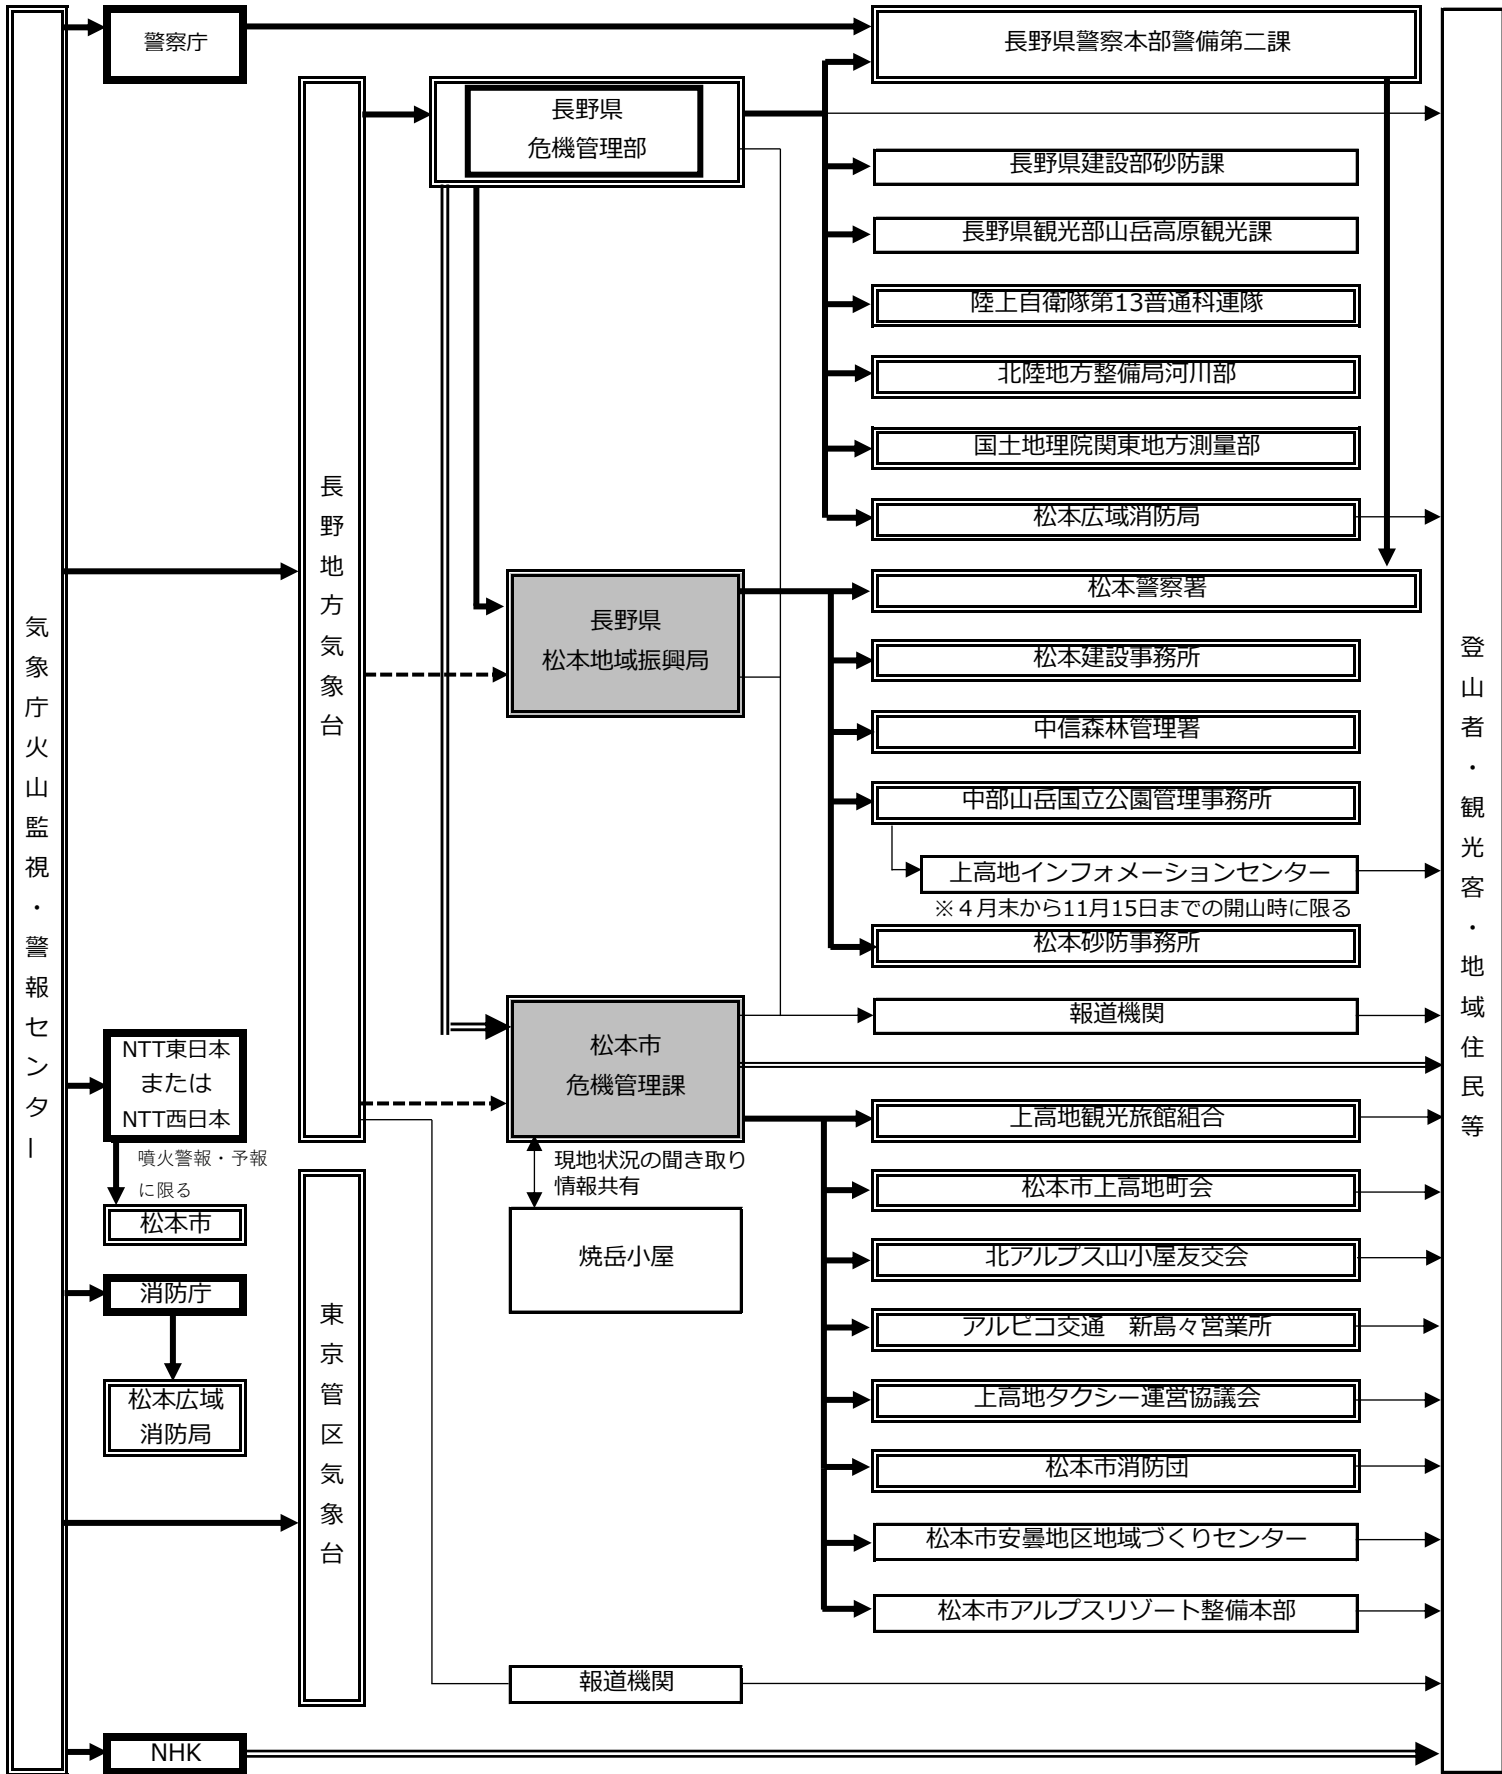 気象庁火山監視・警報センター
警察庁
NTT東日本
または
NTT西日本
噴火警報・予報
に限る
松本市
消防庁
松本広域
消防局
NHK
長野地方気象台
東京管区気象台
長野県
危機管理部
長野県
松本地域振興局
松本市
危機管理課
現地状況の聞き取り
情報共有
焼岳小屋
報道機関
長野県警察本部警備第二課
長野県建設部砂防課
長野県観光部山岳高原観光課
陸上自衛隊第13普通科連隊
北陸地方整備局河川部
国土地理院関東地方測量部
松本広域消防局
松本警察署
松本建設事務所
中信森林管理署
中部山岳国立公園管理事務所
上高地インフォメーションセンター
※４月末から11月15日までの開山時に限る
松本砂防事務所
報道機関
上高地観光旅館組合
松本市上高地町会
北アルプス山小屋友交会
アルピコ交通　新島々営業所
上高地タクシー運営協議会
松本市消防団
松本市安曇地区地域づくりセンター
松本市アルプスリゾート整備本部
登山者・観光客・地域住民等